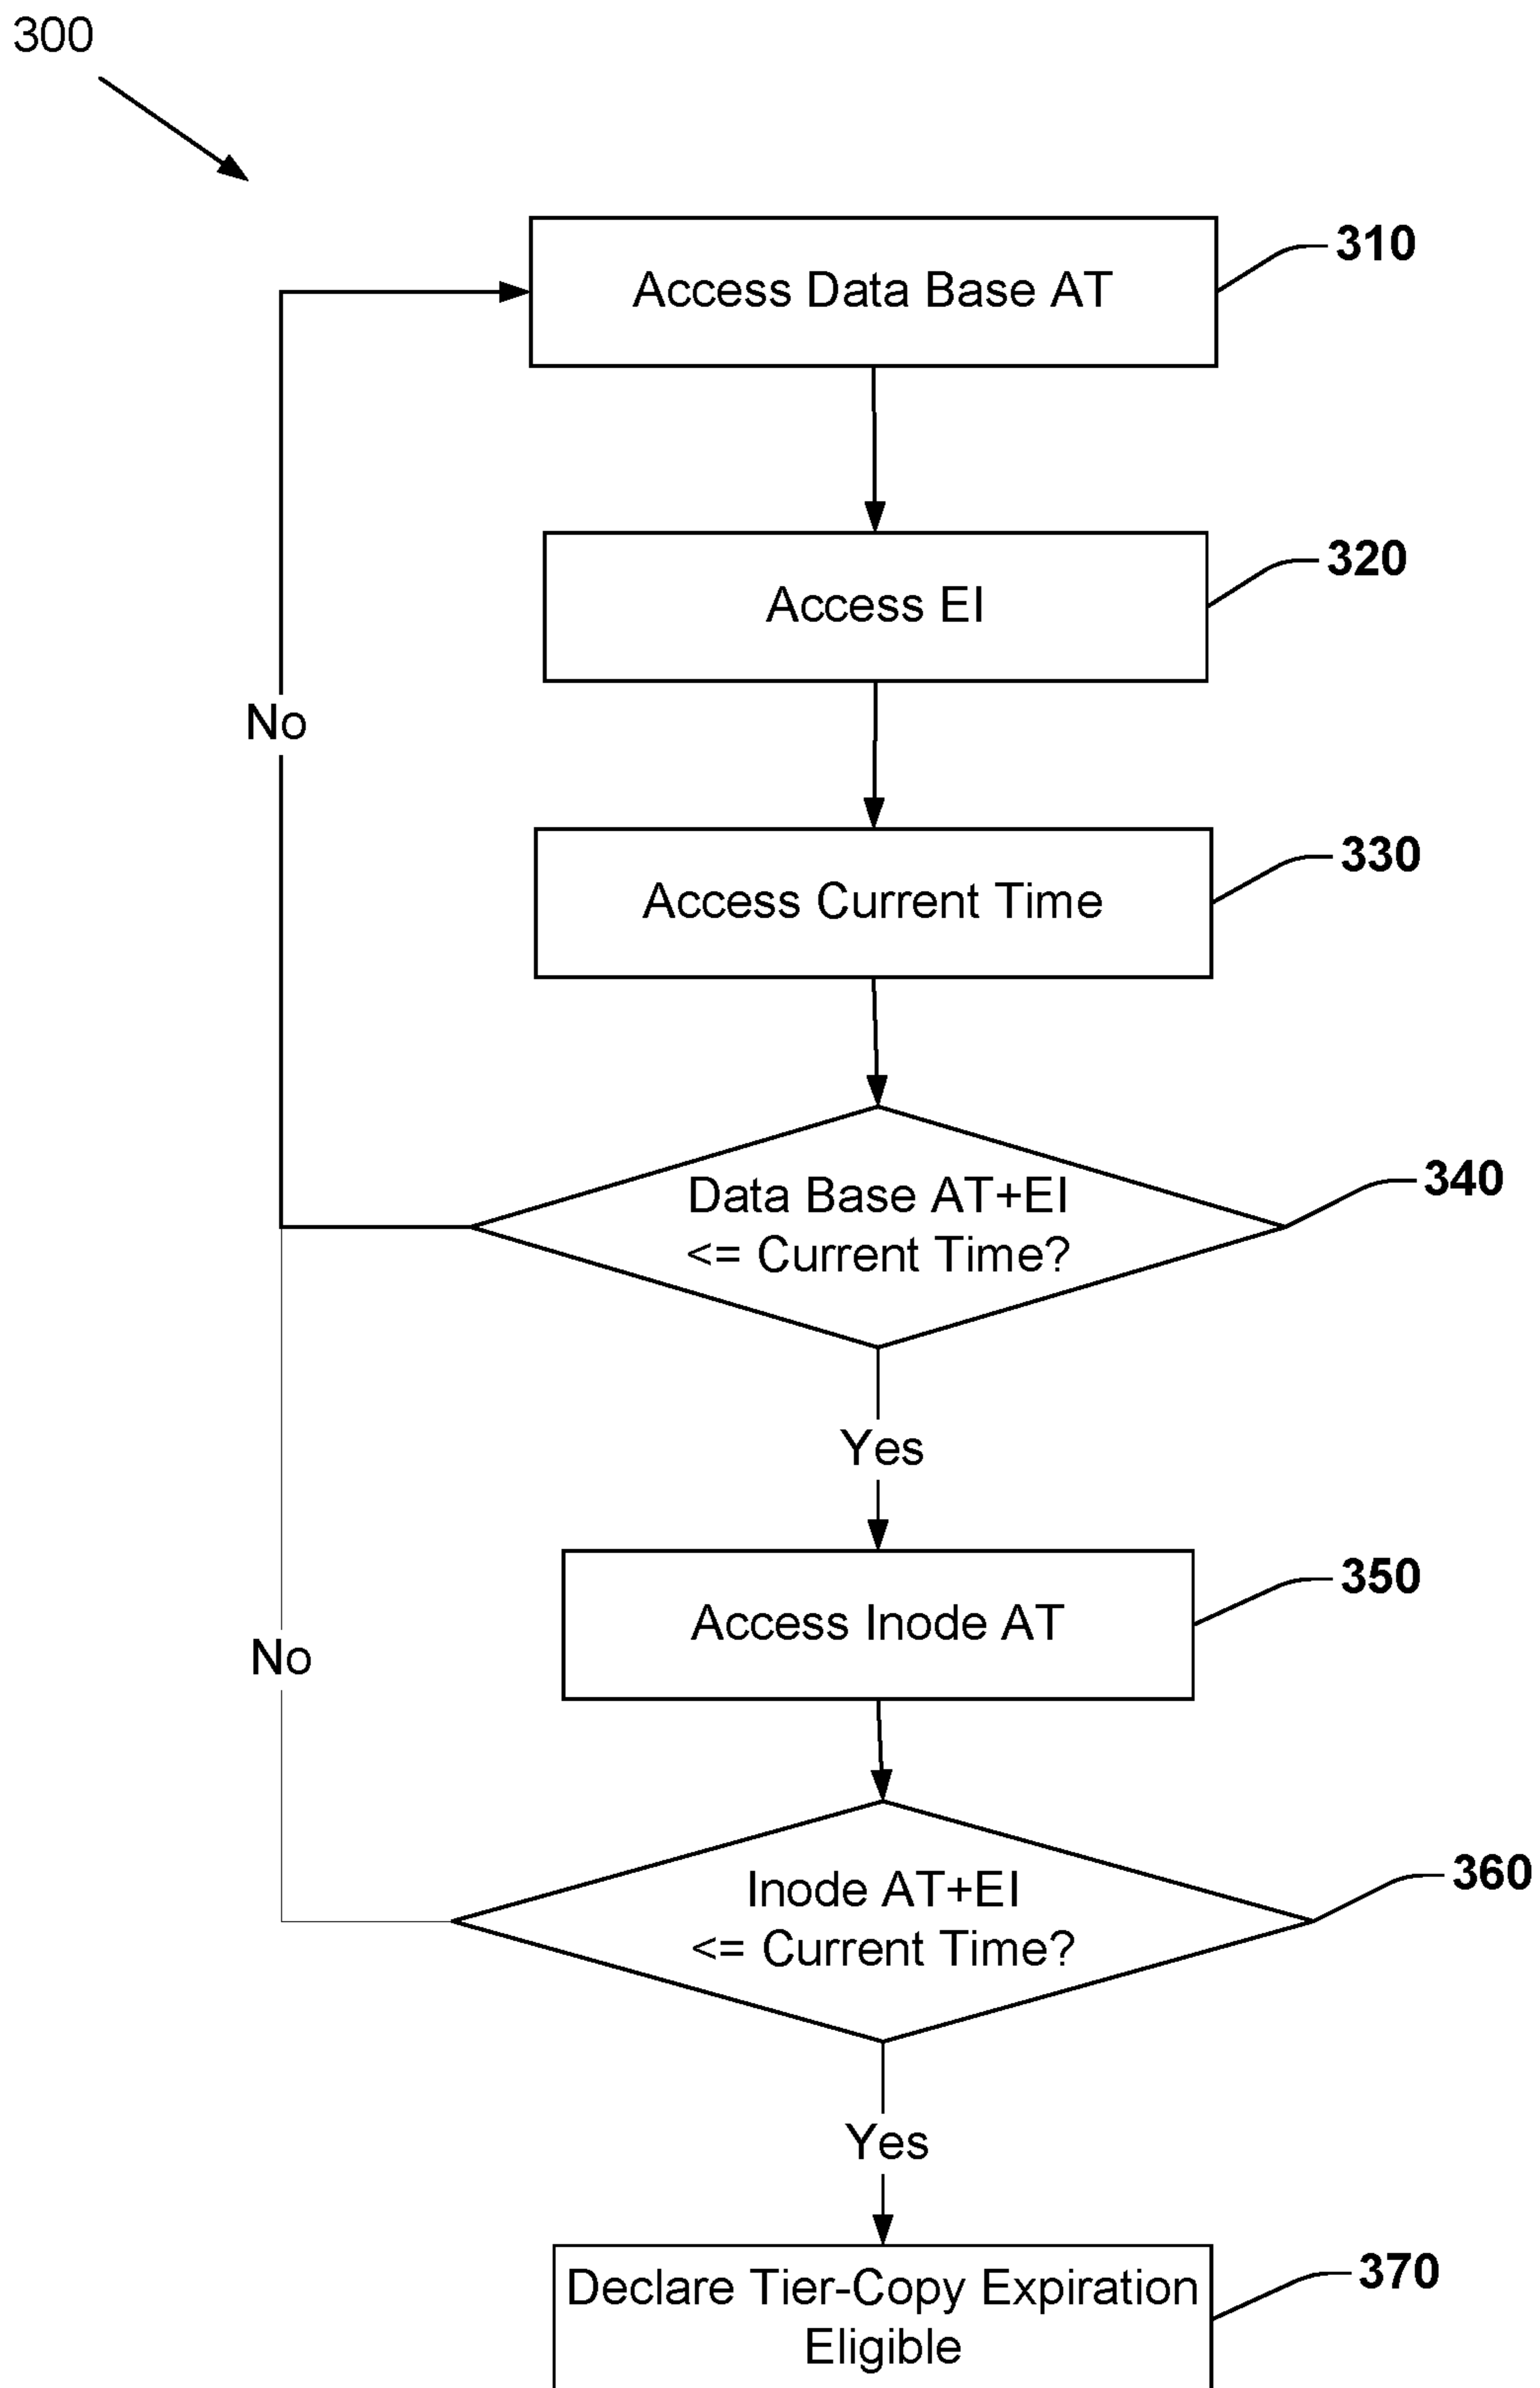 300
Access Data Base AT
310
Access EI
320
No
Access Current Time
330
Data Base AT+EI
<= Current Time?
340
Yes
Access Inode AT
350
No
Inode AT+EI
<= Current Time?
360
Yes
Declare Tier-Copy Expiration
Eligible
370